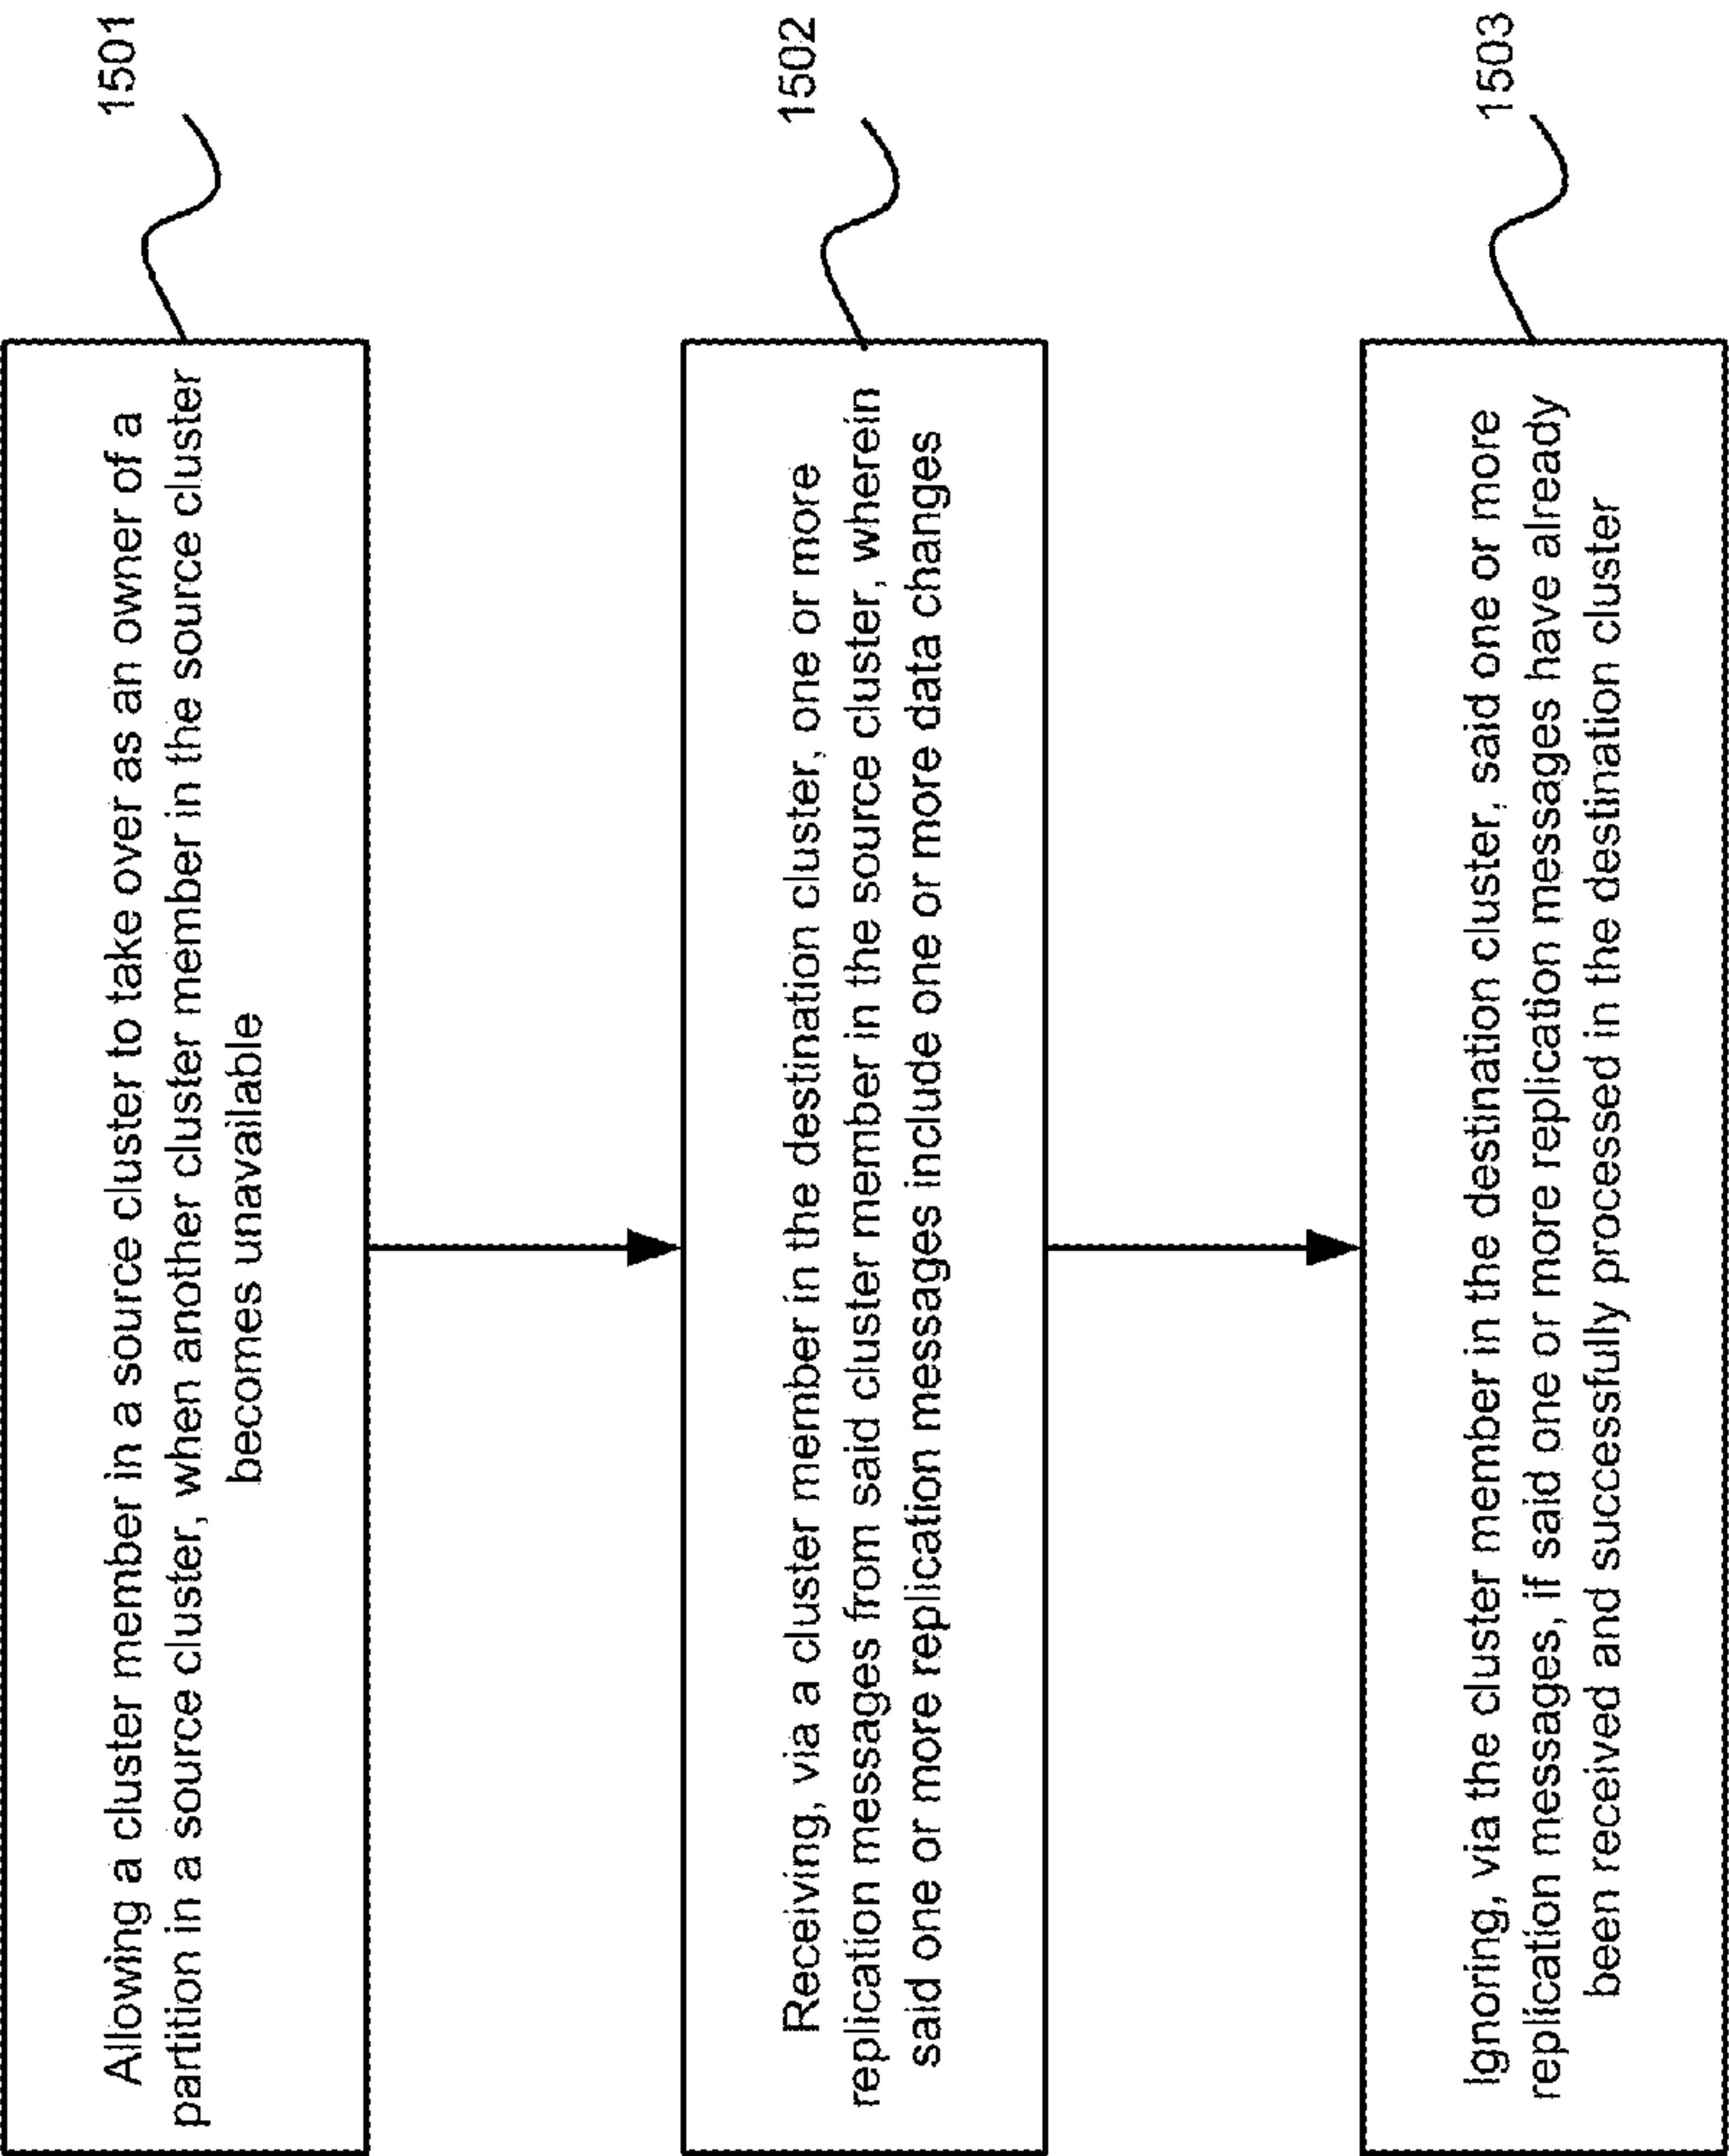 Allowing a cluster member in a source cluster to take over as an owner of a
partition in a source cluster, when another cluster member in the source cluster
becomes unavailable
1501
Receiving, via a cluster member in the destination cluster, one or more
replication messages from said cluster member in the source cluster, wherein
said one or more replication messages include one or more data changes
1502
Ignoring, via the cluster member in the destination cluster, said one or more
replication messages, if said one or more replication messages have already
been received and successfully processed in the destination cluster
1503